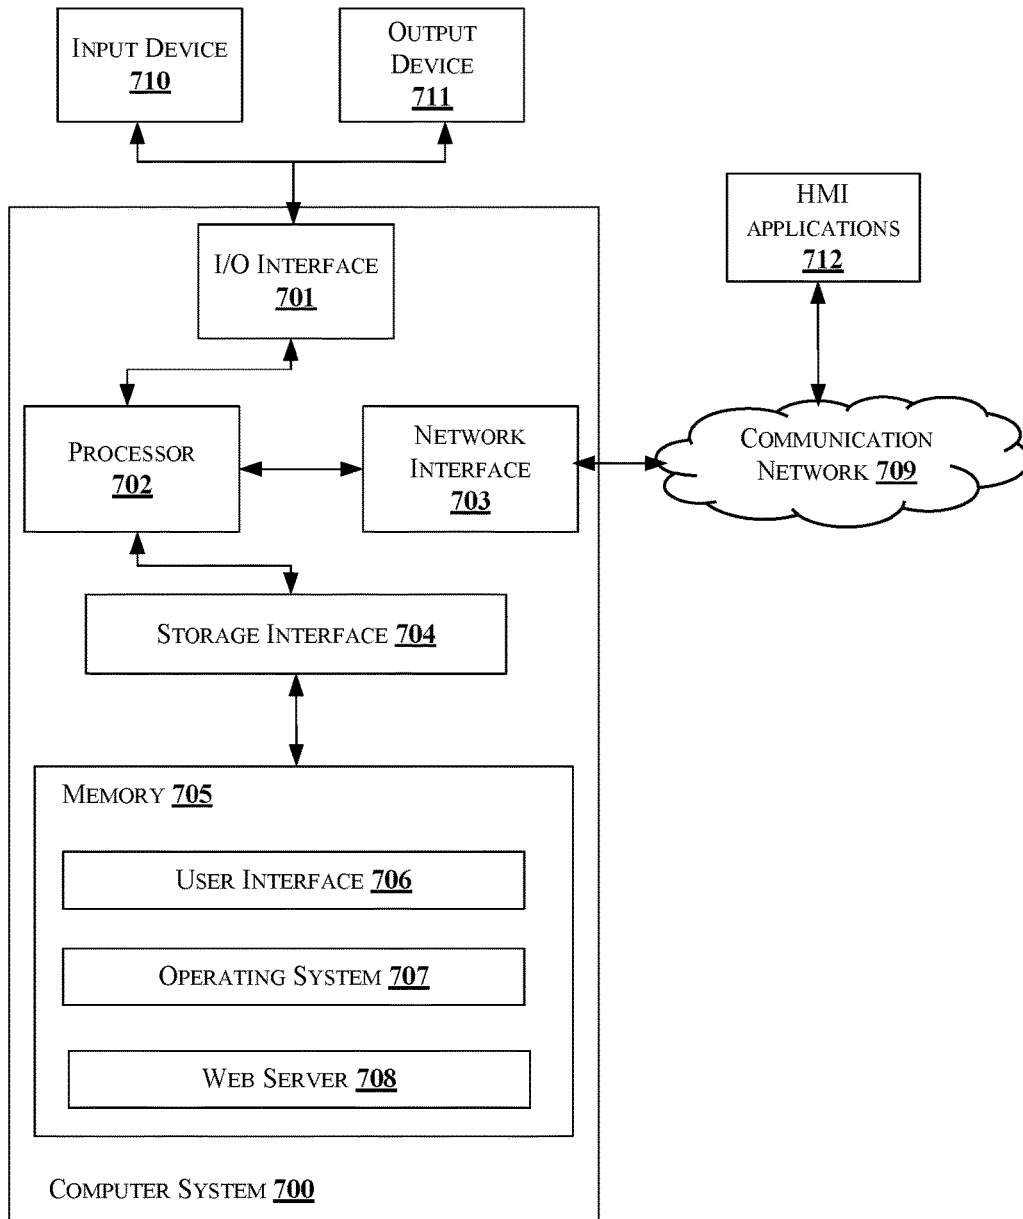 INPUT DEVICE
710
OUTPUT
DEVICE
711
I/O INTERFACE
701
HMI
APPLICATIONS
712
PROCESSOR
702
NETWORK
INTERFACE
703
COMMUNICATION
NETWORK 709
STORAGE INTERFACE 704
MEMORY 705
USER INTERFACE 706
OPERATING SYSTEM 707
WEB SERVER 708
COMPUTER SYSTEM 700